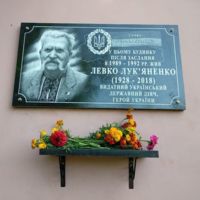 У ЦЬОМУ БУДИНКУ
ПІСЛЯ ЗАСЛАННЯ
в 1989 - 1992 рр. ЖИВ
ЛЕВКО ЛУК'ЯНЕНКО
(1928 - 2018)
ВИДАТНИЙ УКРАЇНСЬКИЙ
ДЕРЖАВНИЙ ДІЯЧ,
ГЕРОЙ УКРАЇНИ